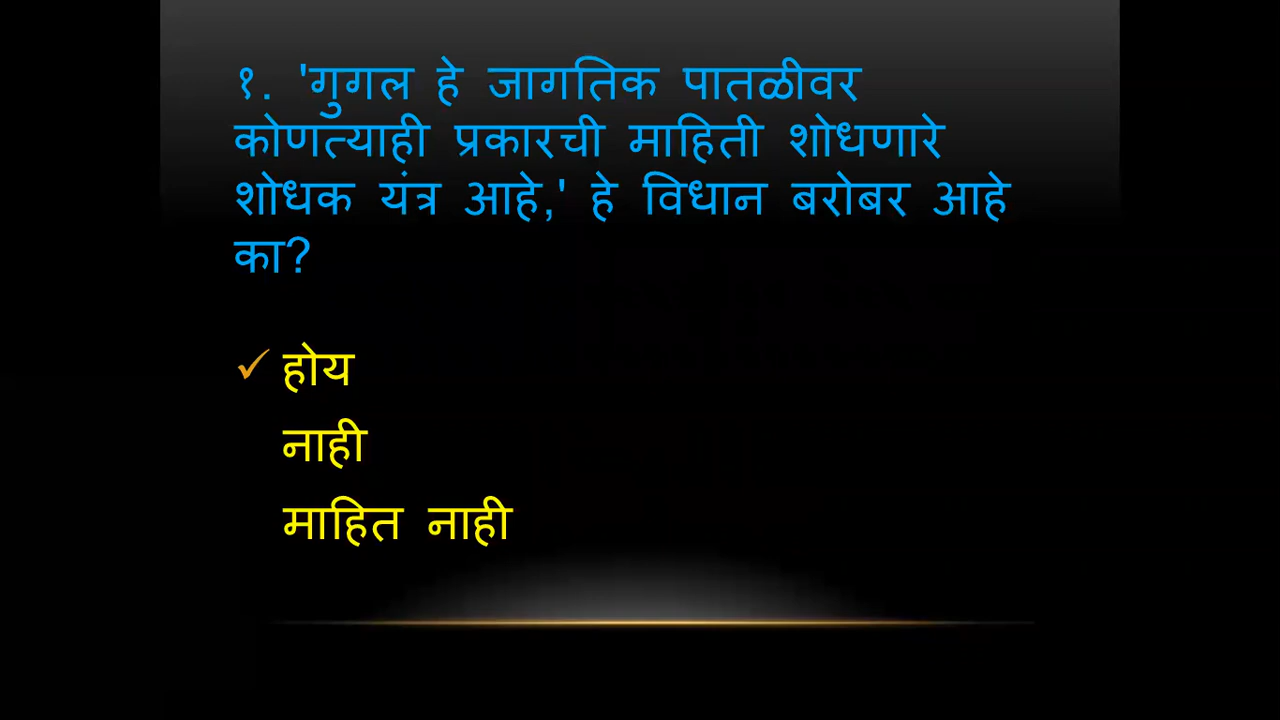 १. 'गुगल हे जागतिक पातळीवर
कोणत्याही प्रकारची माहिती शोधणारे
शोधक यंत्र आहे,' हे विधान बरोबर आहे
का?
✓ होय
नाही
माहित नाही